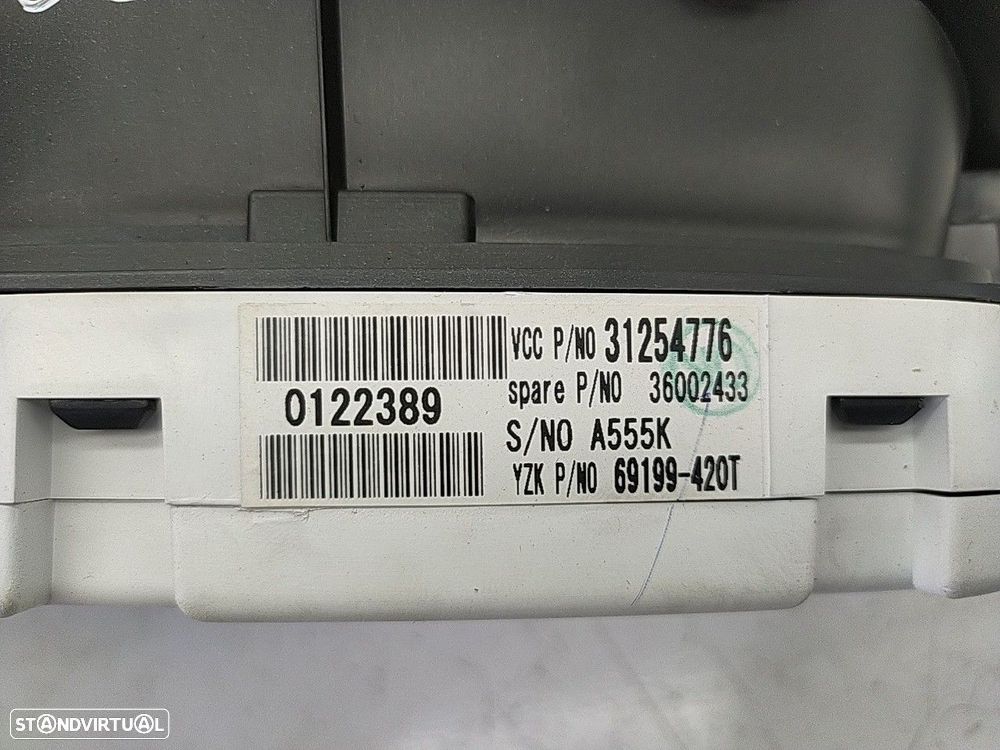 0122389
VCC P/NO 31254776
spare P/NO 36002433
S/NO A555K
YZK P/NO 69199-420T
STANDVIRTUAL